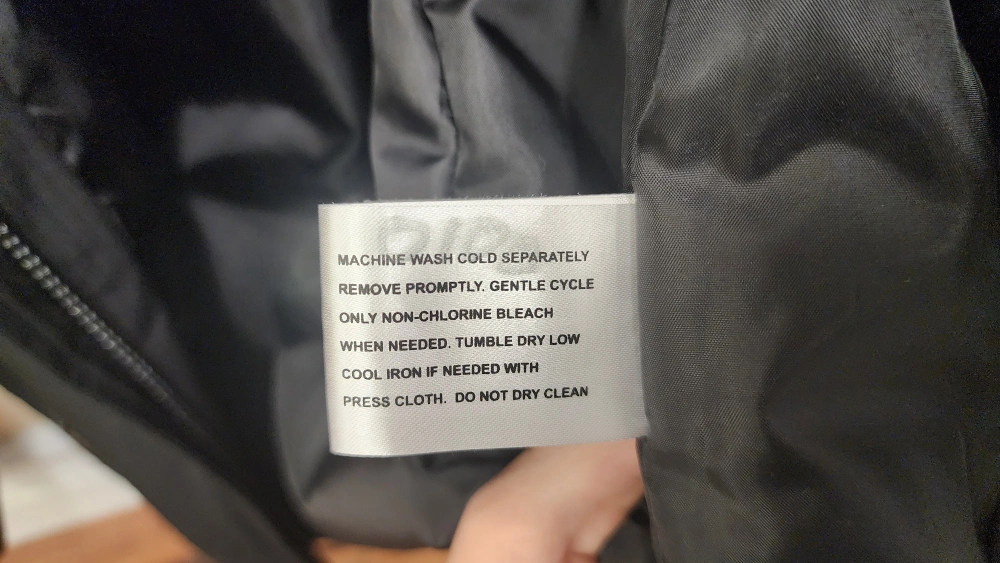 MACHINE WASH COLD SEPARATELY
REMOVE PROMPTLY. GENTLE CYCLE
ONLY NON-CHLORINE BLEACH
WHEN NEEDED. TUMBLE DRY LOW
COOL IRON IF NEEDED WITH
PRESS CLOTH. DO NOT DRY CLEAN